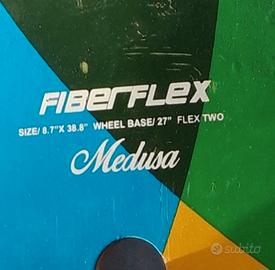 FIBERFLEX
SIZE/ 8.7"X 38.8" WHEEL BASE/ 27" FLEX TWO
Medusa
subito